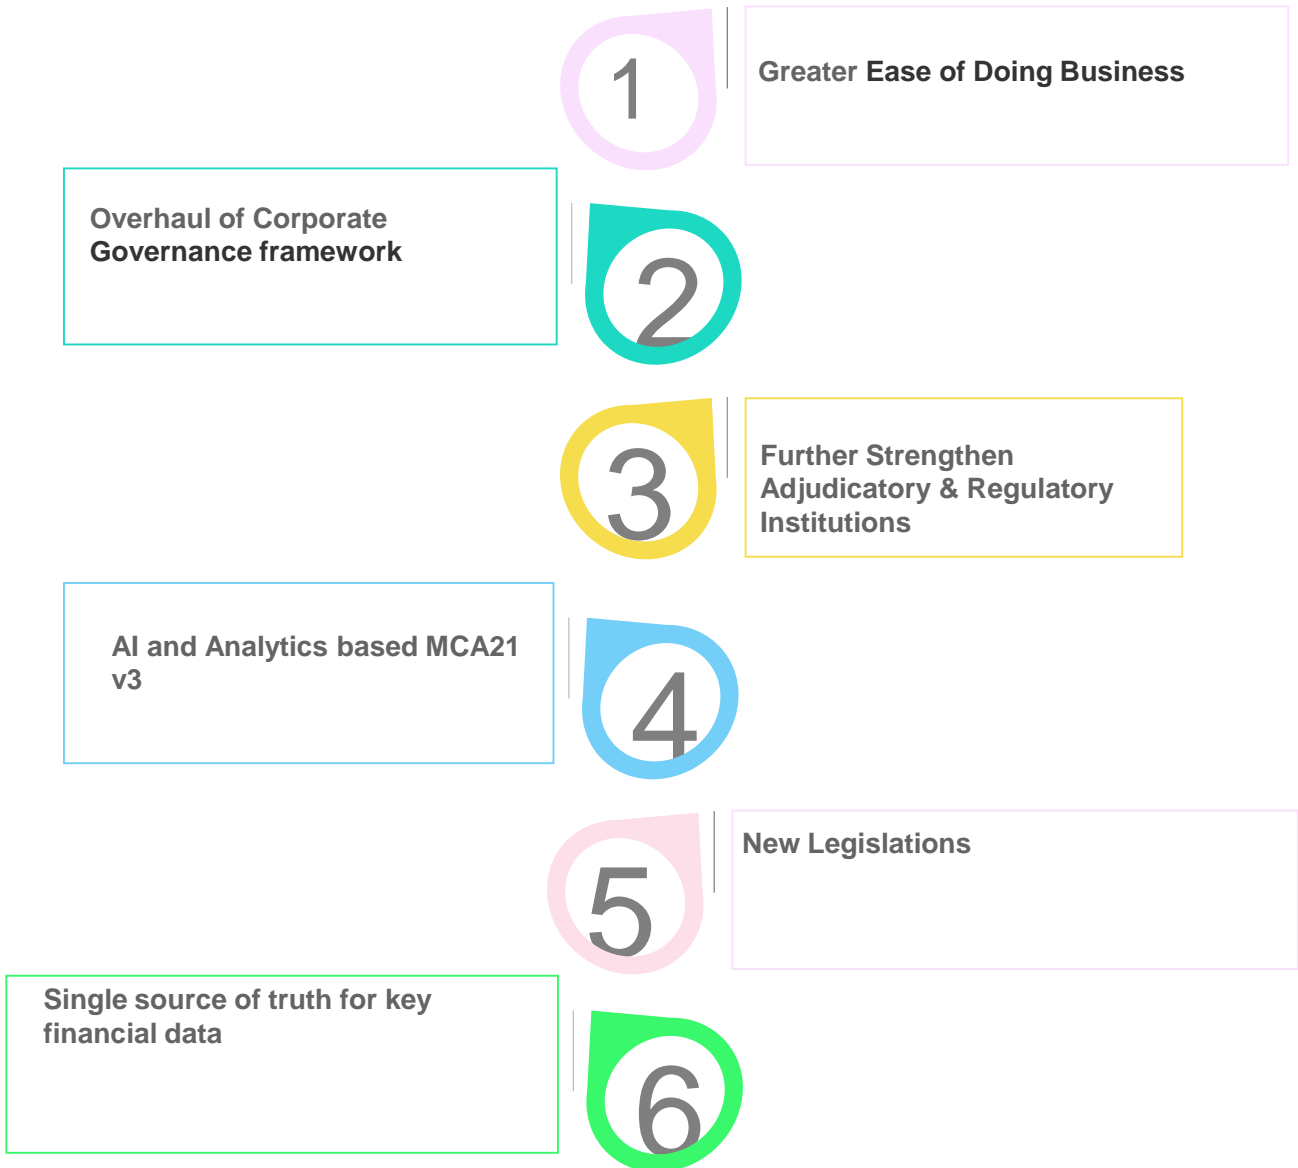 1
Greater Ease of Doing Business
Overhaul of Corporate
Governance framework
2
3
Further Strengthen
Adjudicatory & Regulatory
Institutions
AI and Analytics based MCA21
v3
4
5
New Legislations
Single source of truth for key
financial data
6